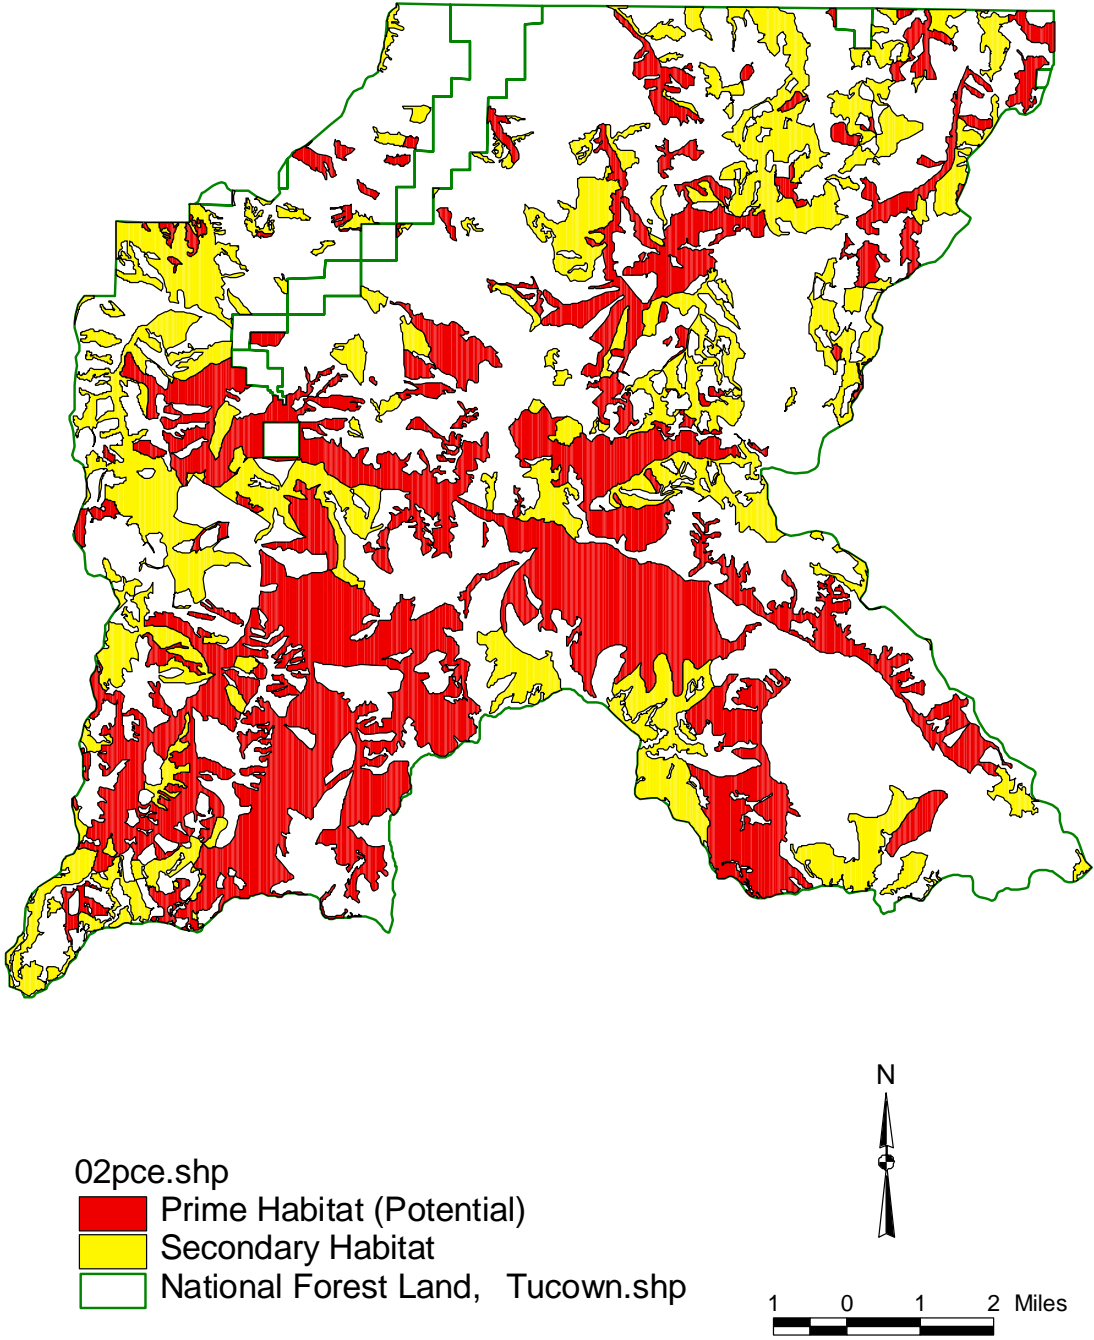 N
02pce.shp
Prime Habitat (Potential)
Secondary Habitat
National Forest Land, Tucown.shp
1 0 1 2 Miles